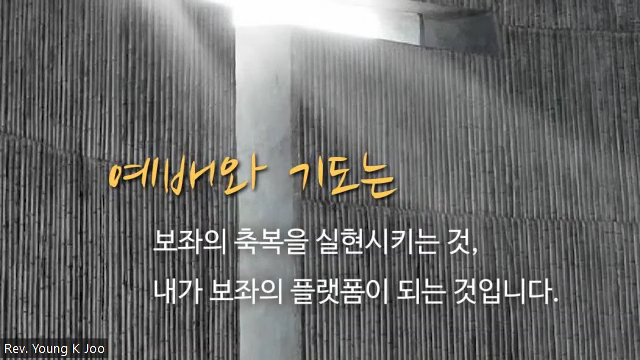 예배와 기도는
보좌의 축복을 실현시키는 것,
내가 보좌의 플랫폼이 되는 것입니다.
Rev. Young K Joo